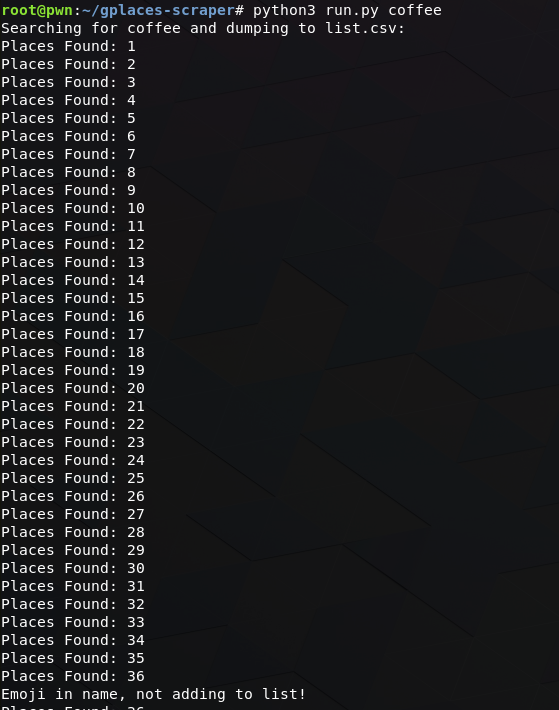 root@pwn:~/gplaces-scraper# python3 run.py coffee
Searching for coffee and dumping to list.csv:
Places Found: 1
Places Found: 2
Places Found: 3
Places Found: 4
Places Found: 5
Places Found: 6
Places Found: 7
Places Found: 8
Places Found: 9
Places Found: 10
Places Found: 11
Places Found: 12
Places Found: 13
Places Found: 14
Places Found: 15
Places Found: 16
Places Found: 17
Places Found: 18
Places Found: 19
Places Found: 20
Places Found: 21
Places Found: 22
Places Found: 23
Places Found: 24
Places Found: 25
Places Found: 26
Places Found: 27
Places Found: 28
Places Found: 29
Places Found: 30
Places Found: 31
Places Found: 32
Places Found: 33
Places Found: 34
Places Found: 35
Places Found: 36
Emoji in name, not adding to list!
Places Found: